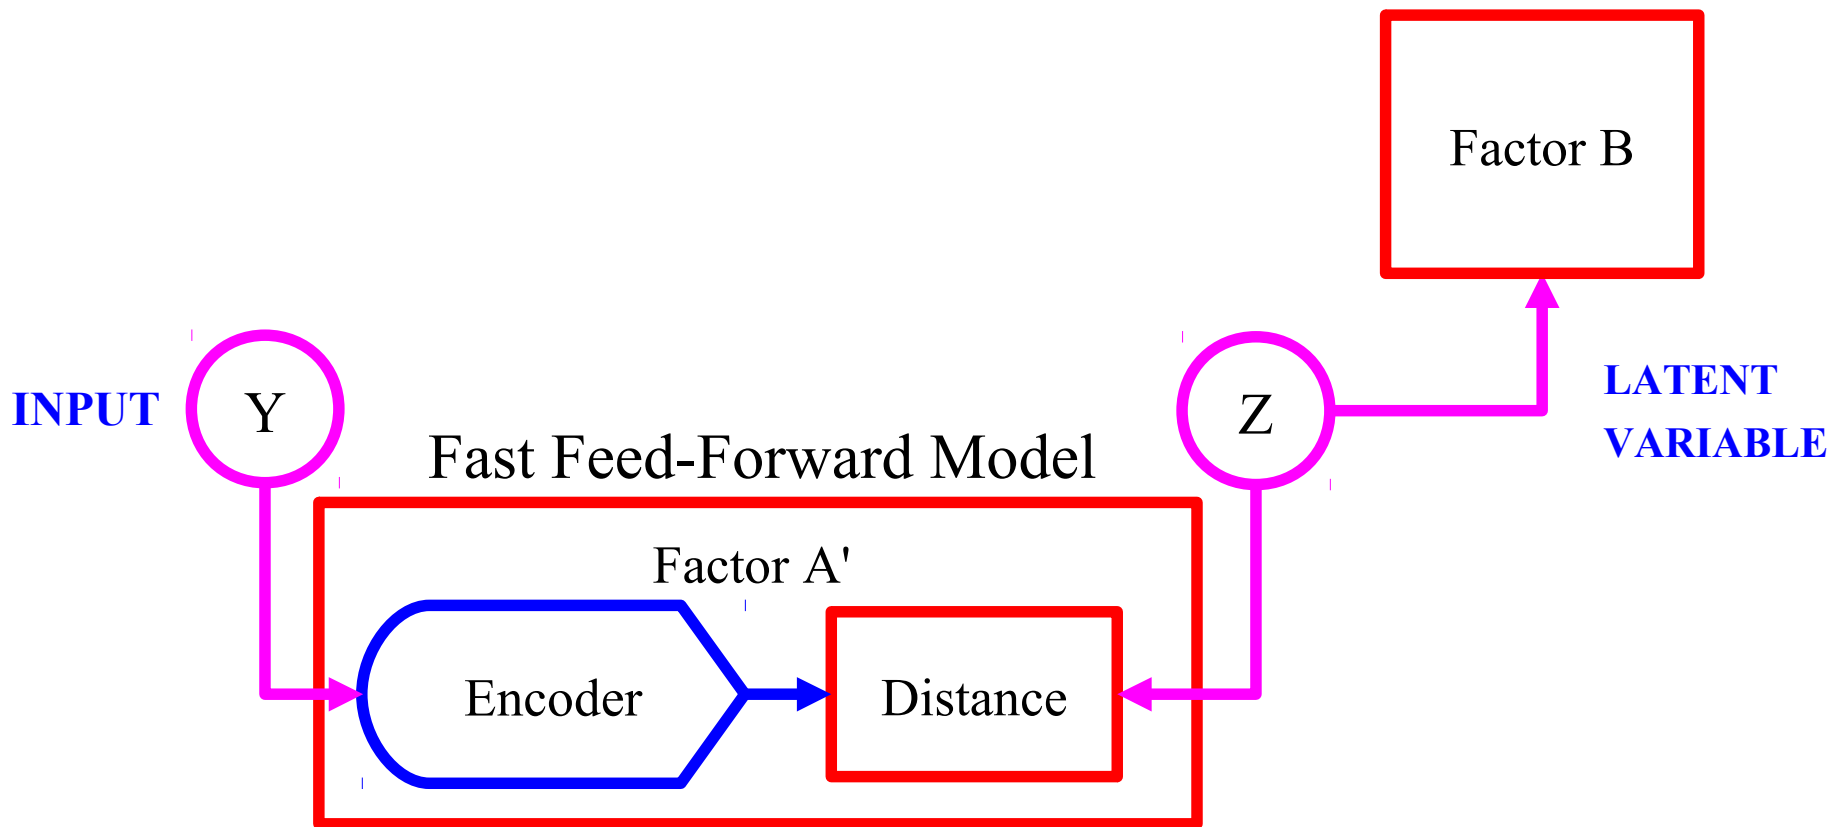 Factor B
INPUT
Y
Z
LATENT
VARIABLE
Fast Feed-Forward Model
Factor A'
Encoder
Distance